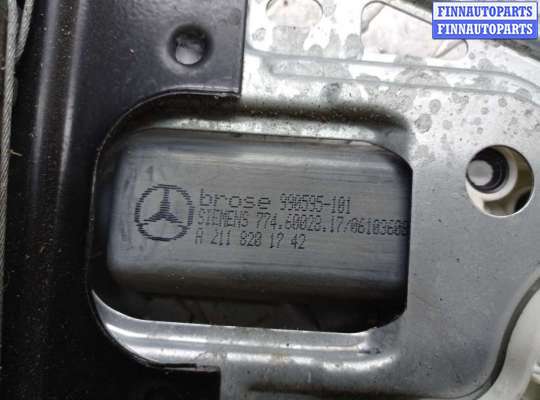 FINNAUTOPARTS
FINNAUTOPARTS
brose 990595-101
SIEMENS 774.60028.17/06103608
A 211 820 17 42